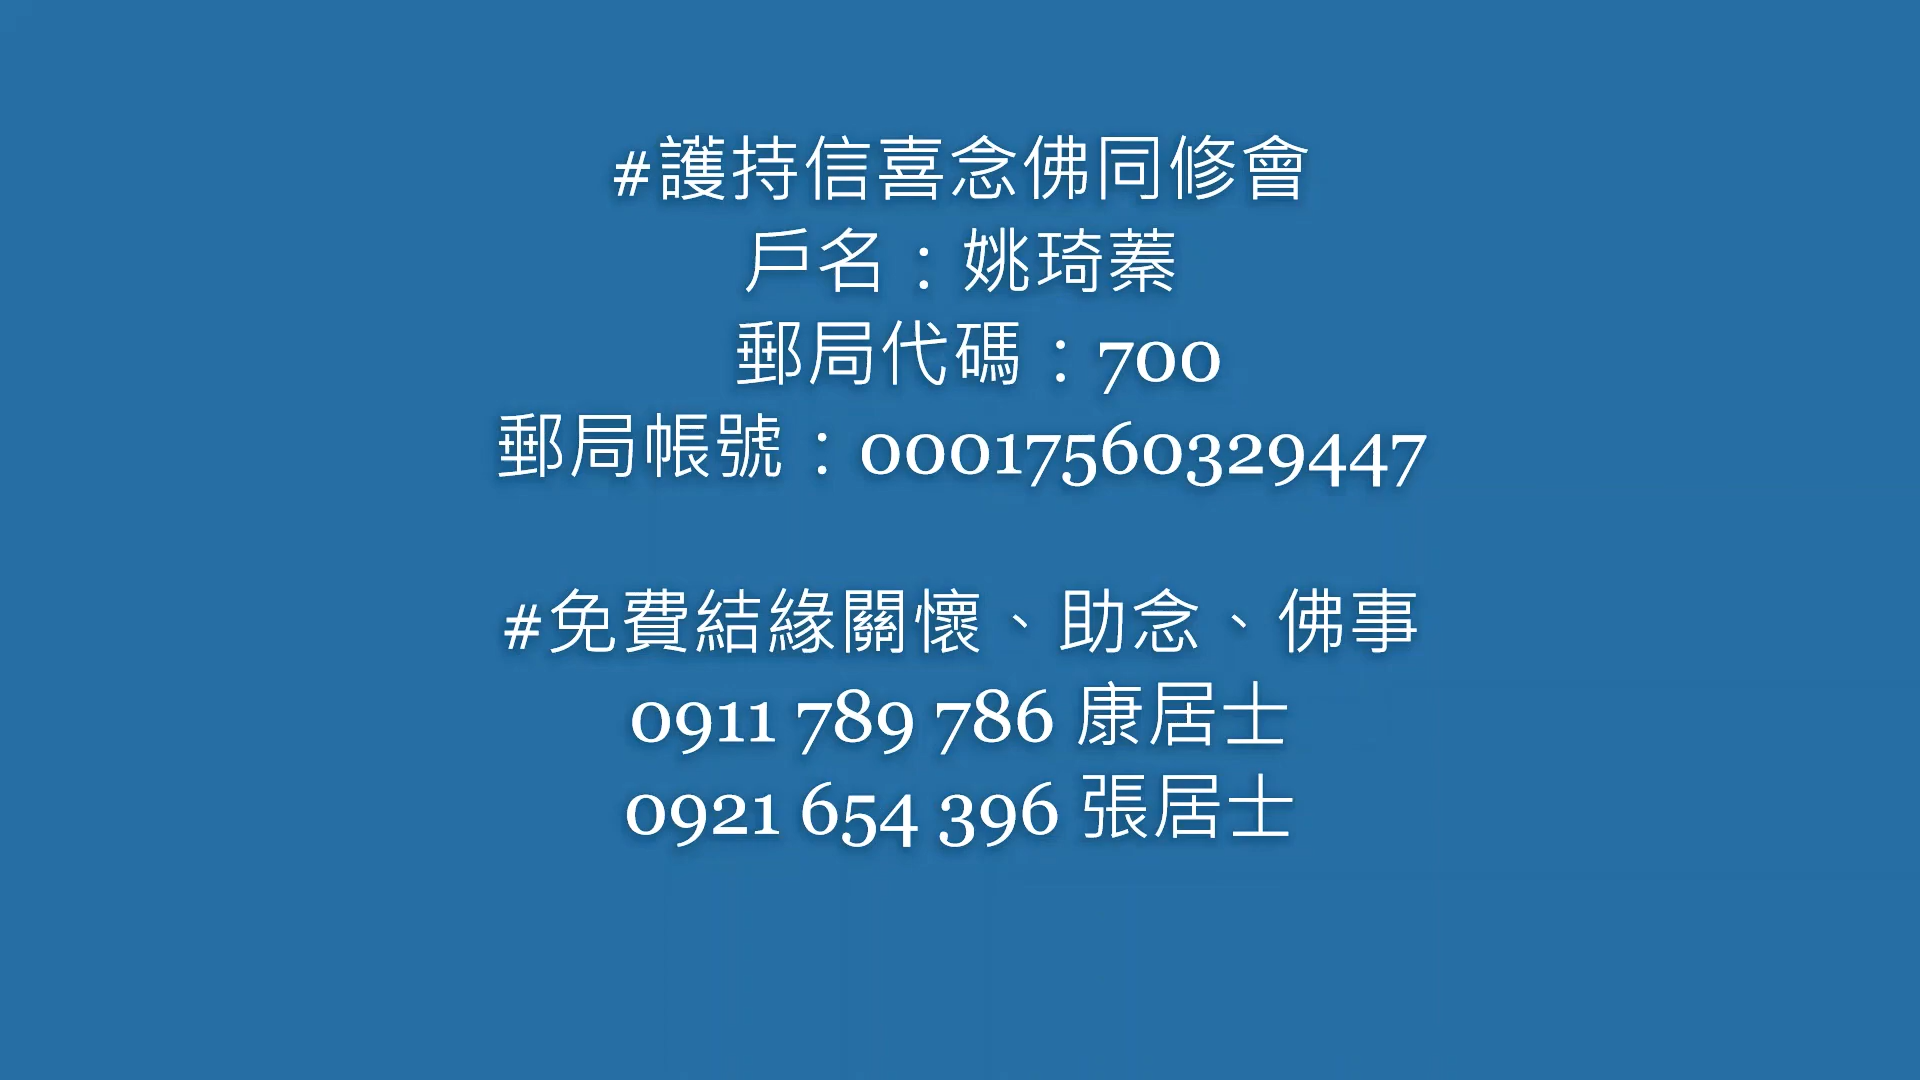 #護持信喜念佛同修會
戶名：姚琦蓁
郵局代碼：700
郵局帳號：00017560329447
#免費結緣關懷、助念、佛事
0911 789 786 康居士
0921 654 396 張居士